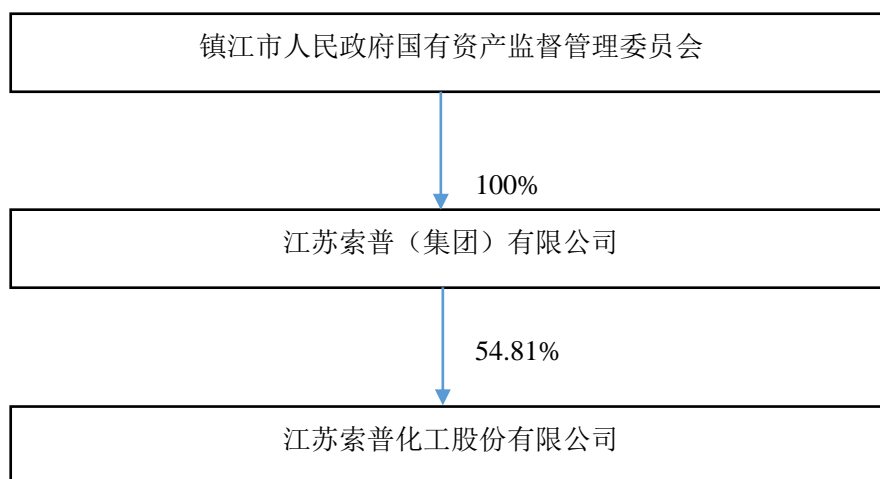 镇江市人民政府国有资产监督管理委员会
100%
江苏索普（集团）有限公司
54.81%
江苏索普化工股份有限公司